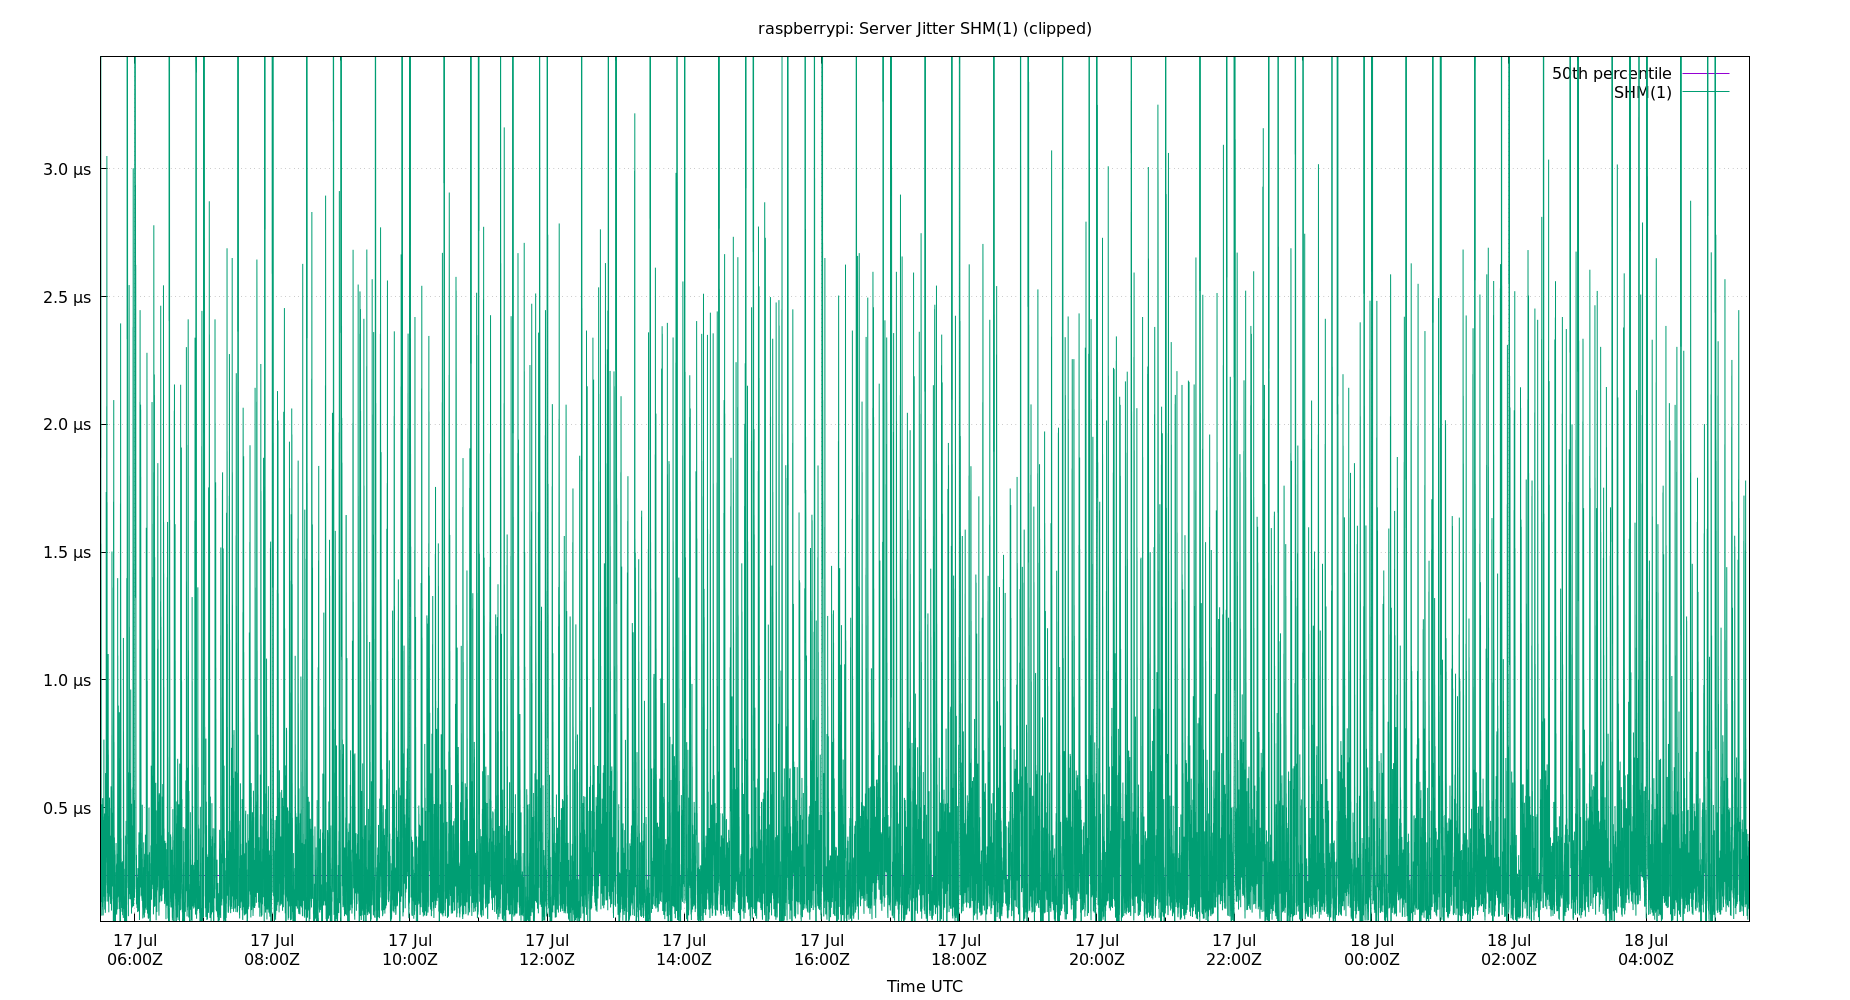 raspberrypi: Server Jitter SHM(1) (clipped)
50th percentile
SHM(1)
3.0 µs
2.5 µs
2.0 µs
1.5 µs
1.0 µs
0.5 µs
17 Jul 17 Jul 17 Jul 17 Jul 17 Jul 17 Jul 17 Jul 17 Jul 17 Jul 18 Jul 18 Jul 18 Jul
06:00Z 08:00Z 10:00Z 12:00Z 14:00Z 16:00Z 18:00Z 20:00Z 22:00Z 00:00Z 02:00Z 04:00Z
Time UTC